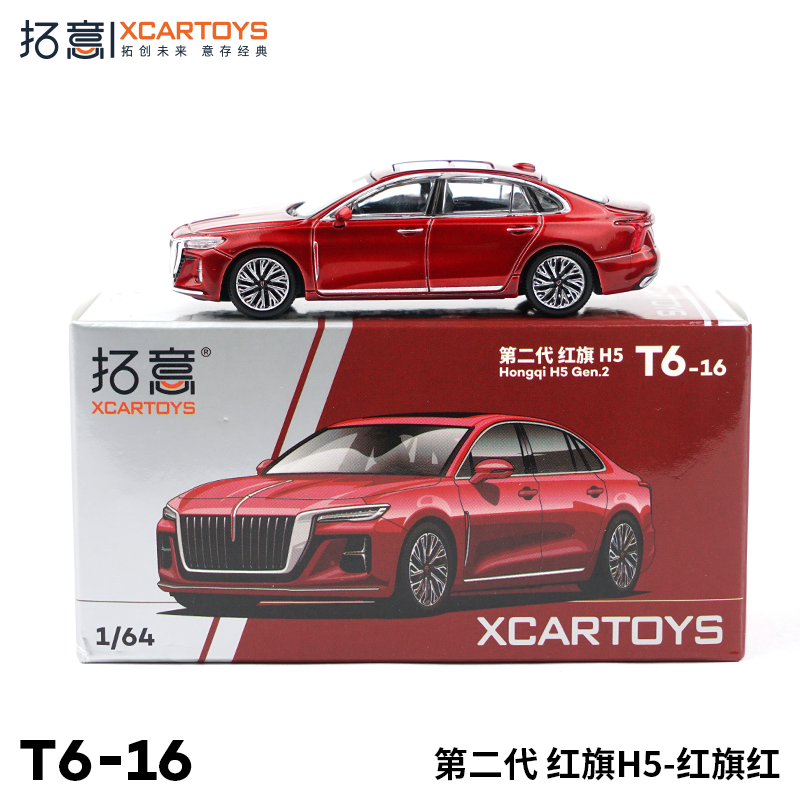 拓意 XCARTOYS
拓创未来 意存经典
拓意®
XCARTOYS
第二代 红旗 H5
Hongqi H5 Gen.2
T6-16
1/64
XCARTOYS
T6-16
第二代 红旗H5-红旗红